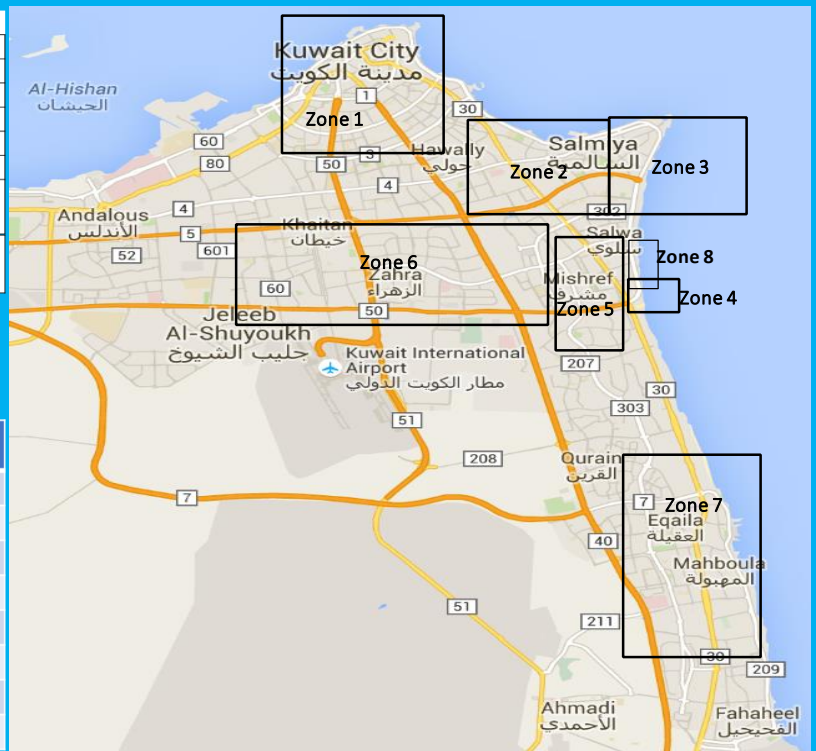 Kuwait City
مدينة الكويت
Al-Hishan
الحيشان
1
30
Zone 1
60
Salmiya
السالمية
Hawally
حولي
3
50
80
Zone 2
Zone 3
4
4
Andalous
الأندلس
302
Khaitan
خيطان
5
Salwa
سلوى
601
52
Zone 8
Zone 6
Zahra
الزهراء
Mishref
مشرف
60
Zone 4
Zone 5
50
Jeleeb
Al-Shuyoukh
جليب الشيوخ
Kuwait International
Airport
مطار الكويت الدولي
207
30
303
51
208
Qurain
القرين
7
7
Zone 7
Eqaila
العقيلة
40
Mahboula
المهبولة
51
211
30
209
Ahmadi
الأحمدي
Fahaheel
الفحيحيل